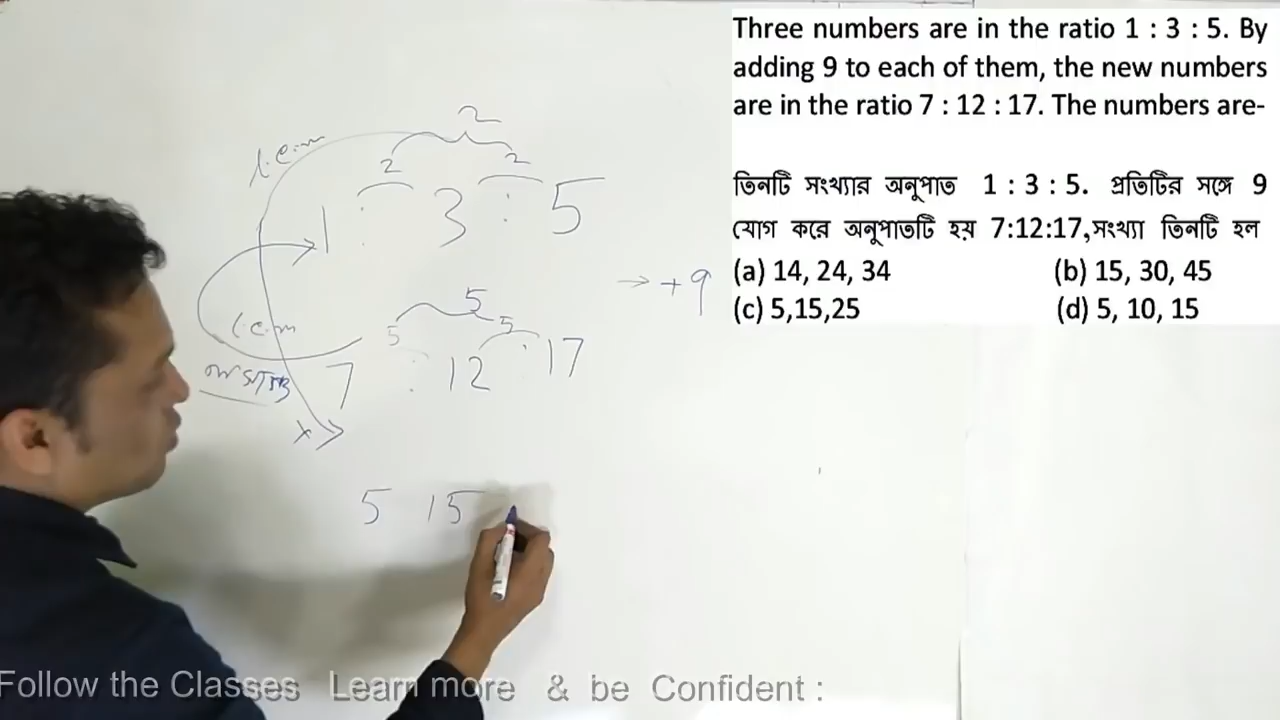 Three numbers are in the ratio 1 : 3 : 5. By
adding 9 to each of them, the new numbers
are in the ratio 7 : 12 : 17. The numbers are-
তিনটি সংখ্যার অনুপাত 1 : 3 : 5. প্রতিটির সঙ্গে 9
যোগ করে অনুপাতটি হয় 7:12:17,সংখ্যা তিনটি হল
(a) 14, 24, 34 (b) 15, 30, 45
(c) 5,15,25 (d) 5, 10, 15
2
l.c.m
2 2
1 : 3 : 5
→ +9
5
l.c.m 5 5
7 : 12 : 17
5 15
Follow the Classes Learn more & be Confident :